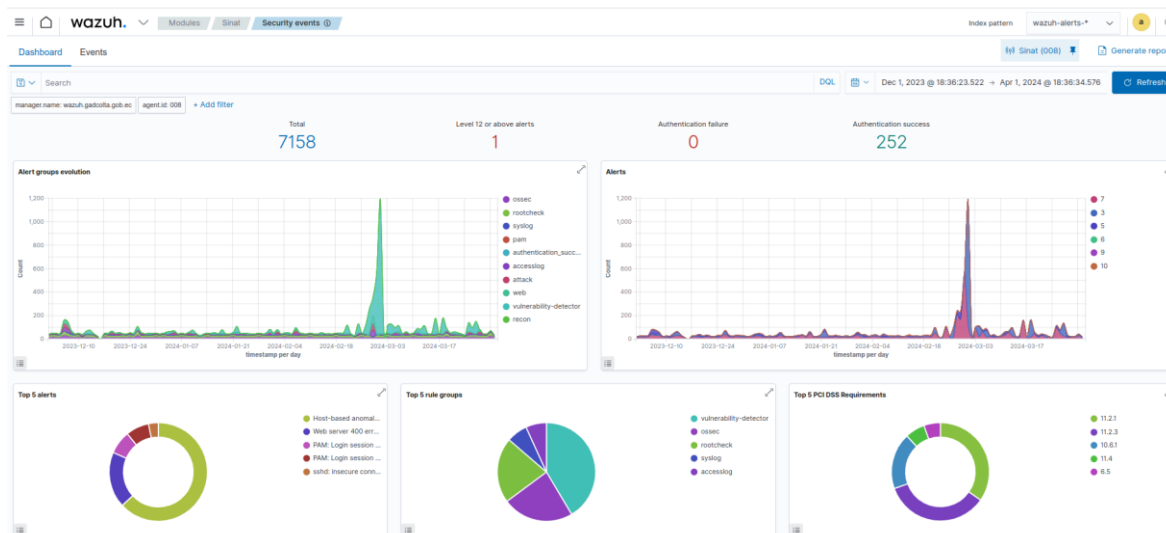 wazuh. Modules Sinat Security events Index pattern wazuh-alerts-* a
Dashboard Events Sinat (008) Generate repo
Search DQL Dec 1, 2023 @ 18:36:23.522 → Apr 1, 2024 @ 18:36:34.576 Refresh
manager.name: wazuh.gadcolta.gob.ec agent.id: 008 + Add filter
Total Level 12 or above alerts Authentication failure Authentication success
7158 1 0 252
Alert groups evolution
1,200
1,000
800
600
400
200
0
Count
2023-12-10 2023-12-24 2024-01-07 2024-01-21 2024-02-04 2024-02-18 2024-03-03 2024-03-17
timestamp per day
ossec
rootcheck
syslog
pam
authentication_succ...
accesslog
attack
web
vulnerability-detector
recon
Alerts
1,200
1,000
800
600
400
200
0
Count
2023-12-10 2023-12-24 2024-01-07 2024-01-21 2024-02-04 2024-02-18 2024-03-03 2024-03-17
timestamp per day
7
3
5
6
9
10
Top 5 alerts
Host-based anomal...
Web server 400 err...
PAM: Login session ...
PAM: Login session ...
sshd: insecure conn...
Top 5 rule groups
vulnerability-detector
ossec
rootcheck
syslog
accesslog
Top 5 PCI DSS Requirements
11.2.1
11.2.3
10.6.1
11.4
6.5